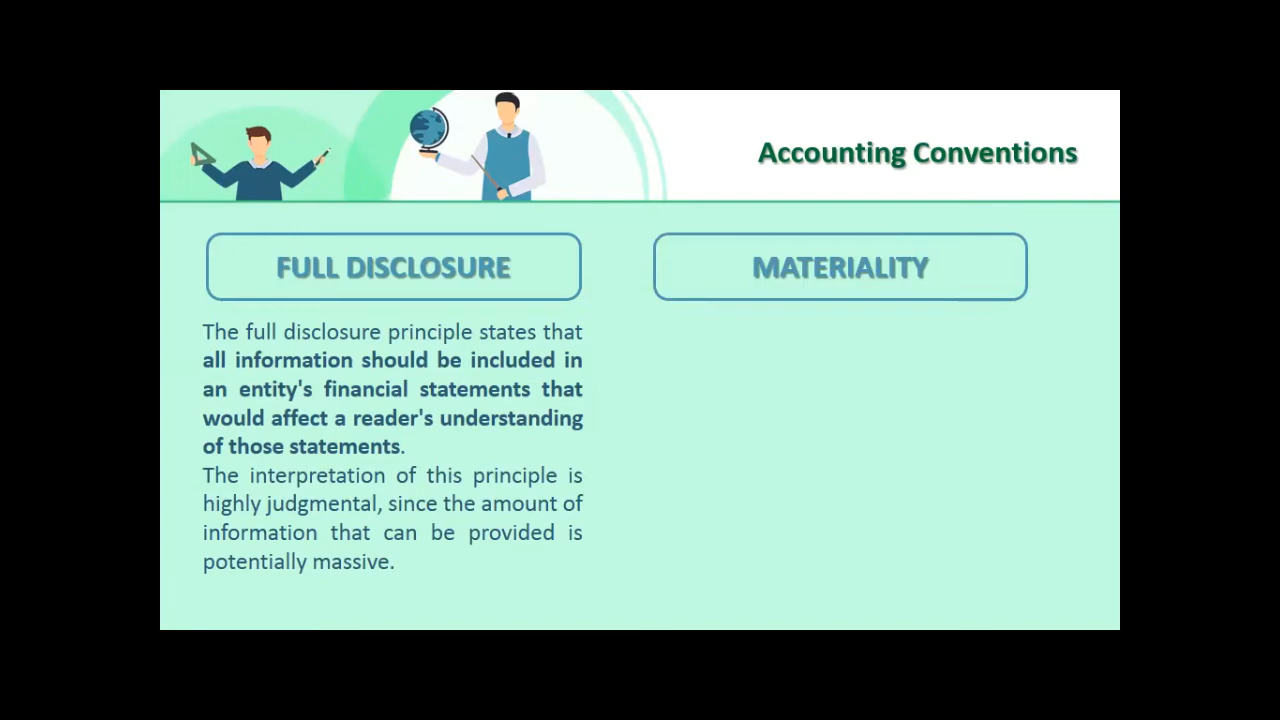 Accounting Conventions
FULL DISCLOSURE
MATERIALITY
The full disclosure principle states that
all information should be included in
an entity's financial statements that
would affect a reader's understanding
of those statements.
The interpretation of this principle is
highly judgmental, since the amount of
information that can be provided is
potentially massive.